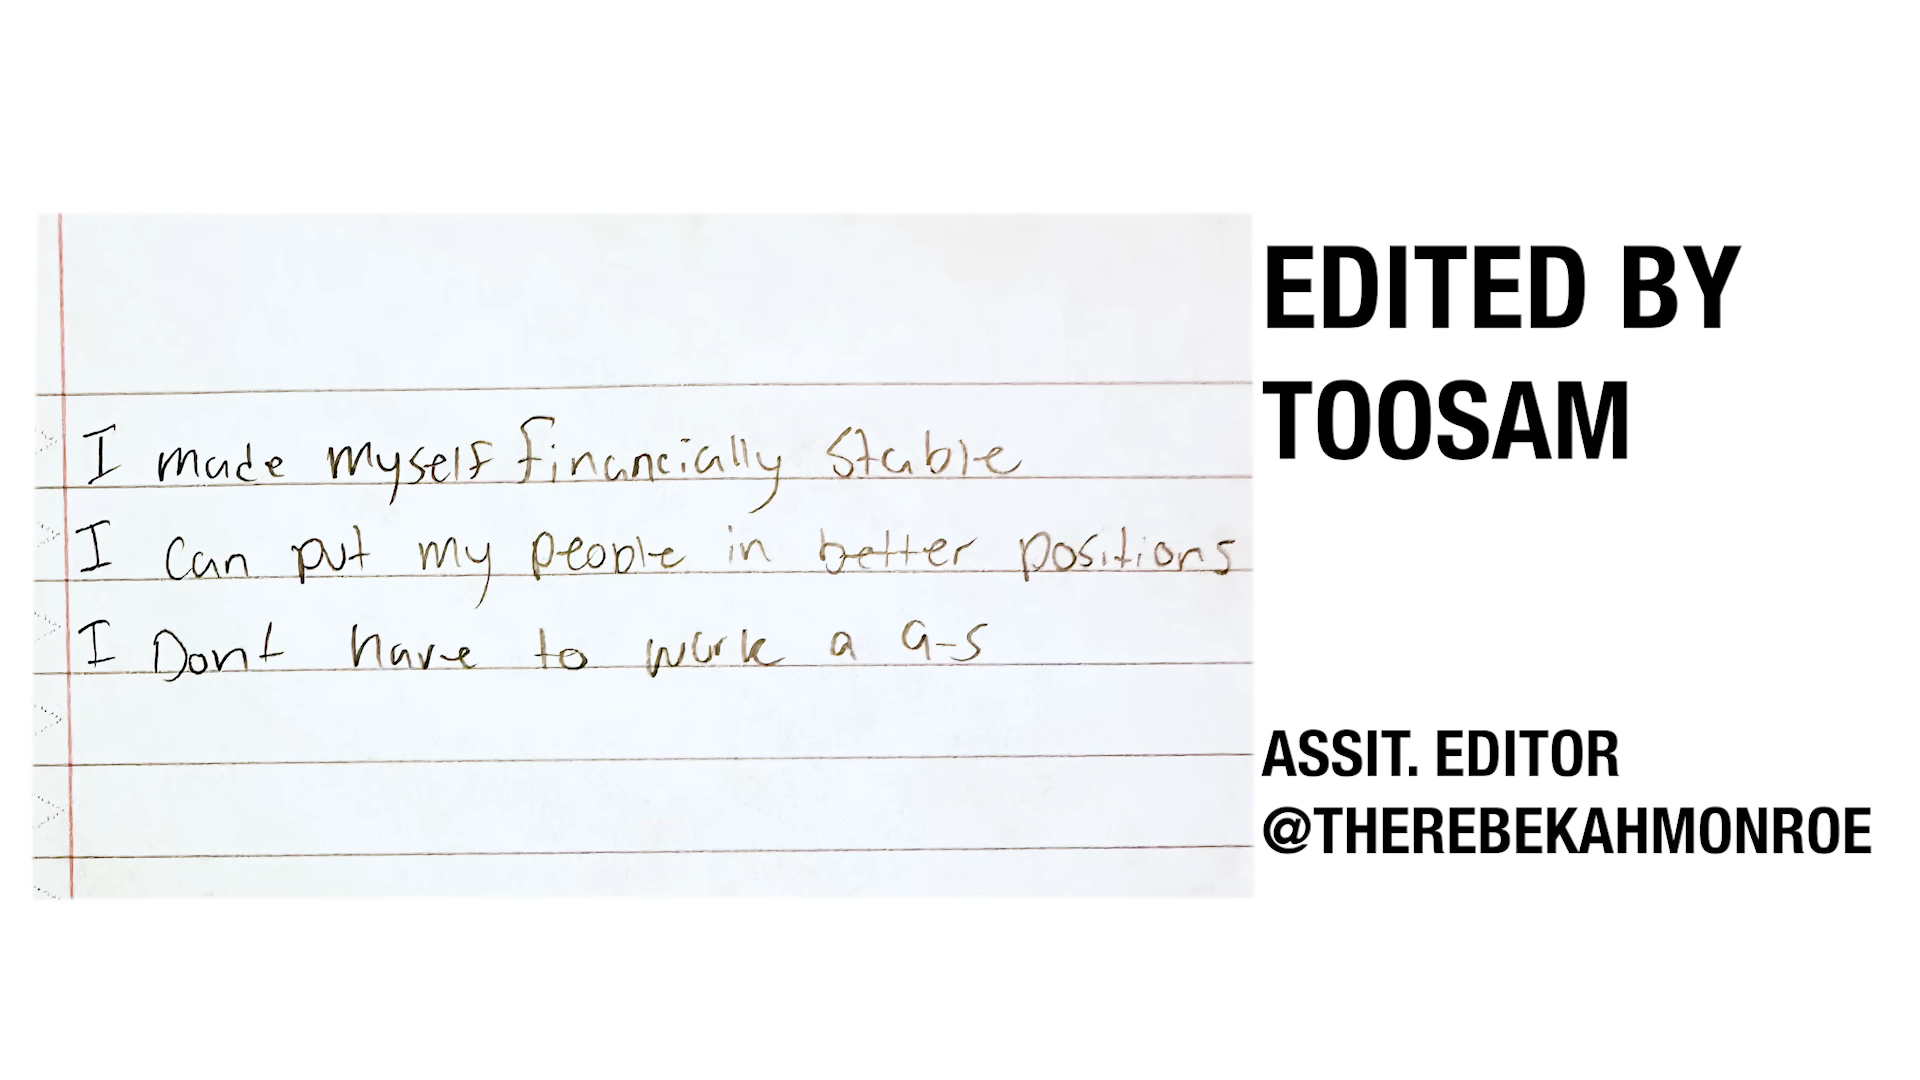 I made myself financially stable
I can put my people in better positions
I Dont have to work a 9-5
EDITED BY
TOOSAM
ASSIT. EDITOR
@THEREBEKAHMONROE